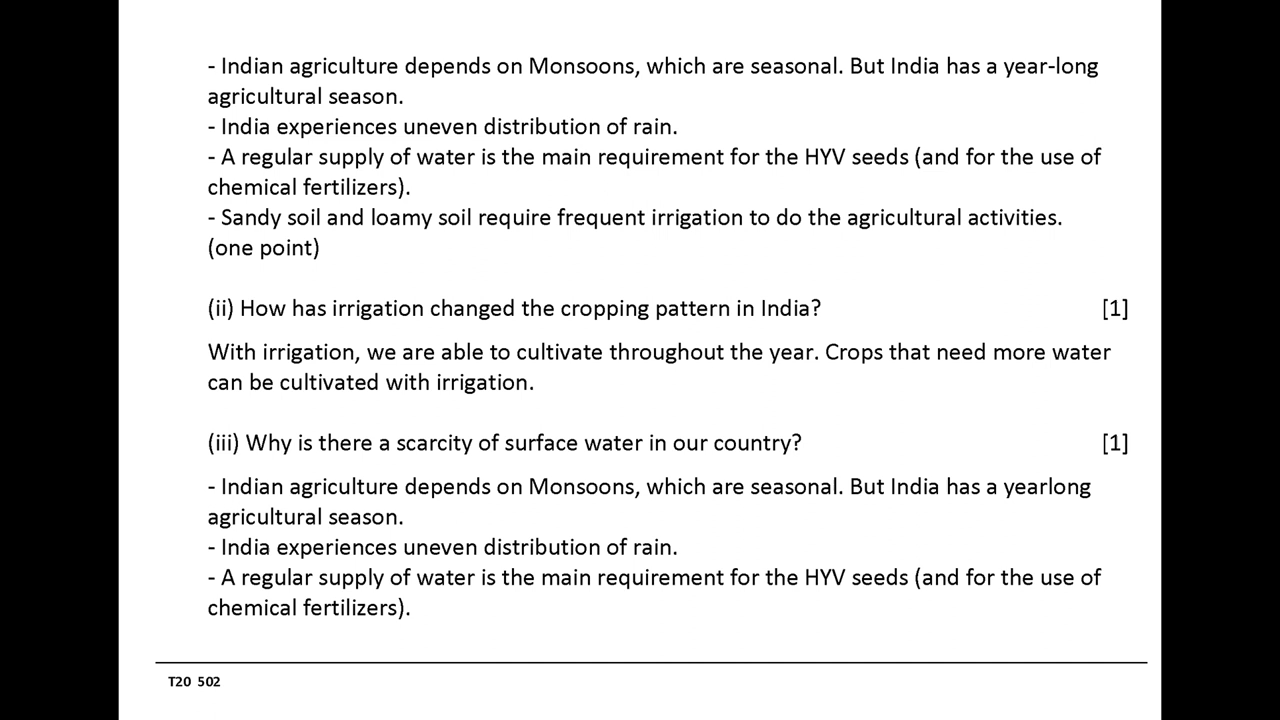 - Indian agriculture depends on Monsoons, which are seasonal. But India has a year-long
agricultural season.
- India experiences uneven distribution of rain.
- A regular supply of water is the main requirement for the HYV seeds (and for the use of
chemical fertilizers).
- Sandy soil and loamy soil require frequent irrigation to do the agricultural activities.
(one point)
(ii) How has irrigation changed the cropping pattern in India? [1]
With irrigation, we are able to cultivate throughout the year. Crops that need more water
can be cultivated with irrigation.
(iii) Why is there a scarcity of surface water in our country? [1]
- Indian agriculture depends on Monsoons, which are seasonal. But India has a yearlong
agricultural season.
- India experiences uneven distribution of rain.
- A regular supply of water is the main requirement for the HYV seeds (and for the use of
chemical fertilizers).
T20 502